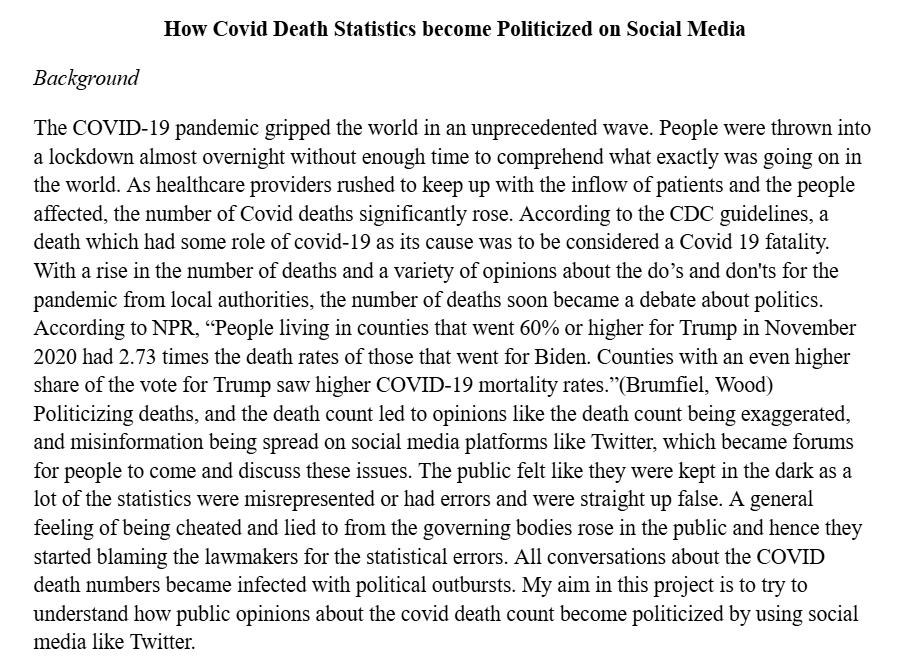 How Covid Death Statistics become Politicized on Social Media
Background
The COVID-19 pandemic gripped the world in an unprecedented wave. People were thrown into
a lockdown almost overnight without enough time to comprehend what exactly was going on in
the world. As healthcare providers rushed to keep up with the inflow of patients and the people
affected, the number of Covid deaths significantly rose. According to the CDC guidelines, a
death which had some role of covid-19 as its cause was to be considered a Covid 19 fatality.
With a rise in the number of deaths and a variety of opinions about the do’s and don'ts for the
pandemic from local authorities, the number of deaths soon became a debate about politics.
According to NPR, “People living in counties that went 60% or higher for Trump in November
2020 had 2.73 times the death rates of those that went for Biden. Counties with an even higher
share of the vote for Trump saw higher COVID-19 mortality rates.”(Brumfiel, Wood)
Politicizing deaths, and the death count led to opinions like the death count being exaggerated,
and misinformation being spread on social media platforms like Twitter, which became forums
for people to come and discuss these issues. The public felt like they were kept in the dark as a
lot of the statistics were misrepresented or had errors and were straight up false. A general
feeling of being cheated and lied to from the governing bodies rose in the public and hence they
started blaming the lawmakers for the statistical errors. All conversations about the COVID
death numbers became infected with political outbursts. My aim in this project is to try to
understand how public opinions about the covid death count become politicized by using social
media like Twitter.